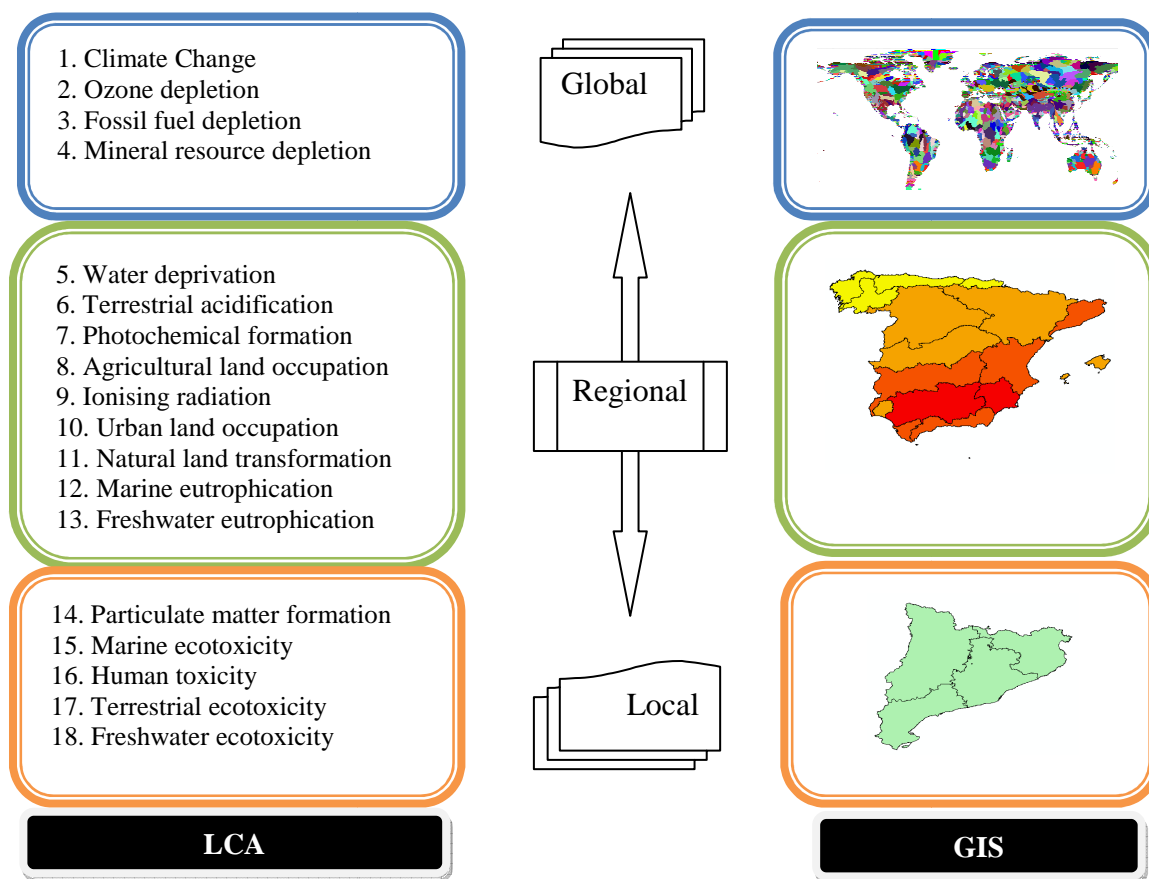 1. Climate Change
2. Ozone depletion
3. Fossil fuel depletion
4. Mineral resource depletion
Global
5. Water deprivation
6. Terrestrial acidification
7. Photochemical formation
8. Agricultural land occupation
9. Ionising radiation
10. Urban land occupation
11. Natural land transformation
12. Marine eutrophication
13. Freshwater eutrophication
Regional
14. Particulate matter formation
15. Marine ecotoxicity
16. Human toxicity
17. Terrestrial ecotoxicity
18. Freshwater ecotoxicity
Local
LCA
GIS